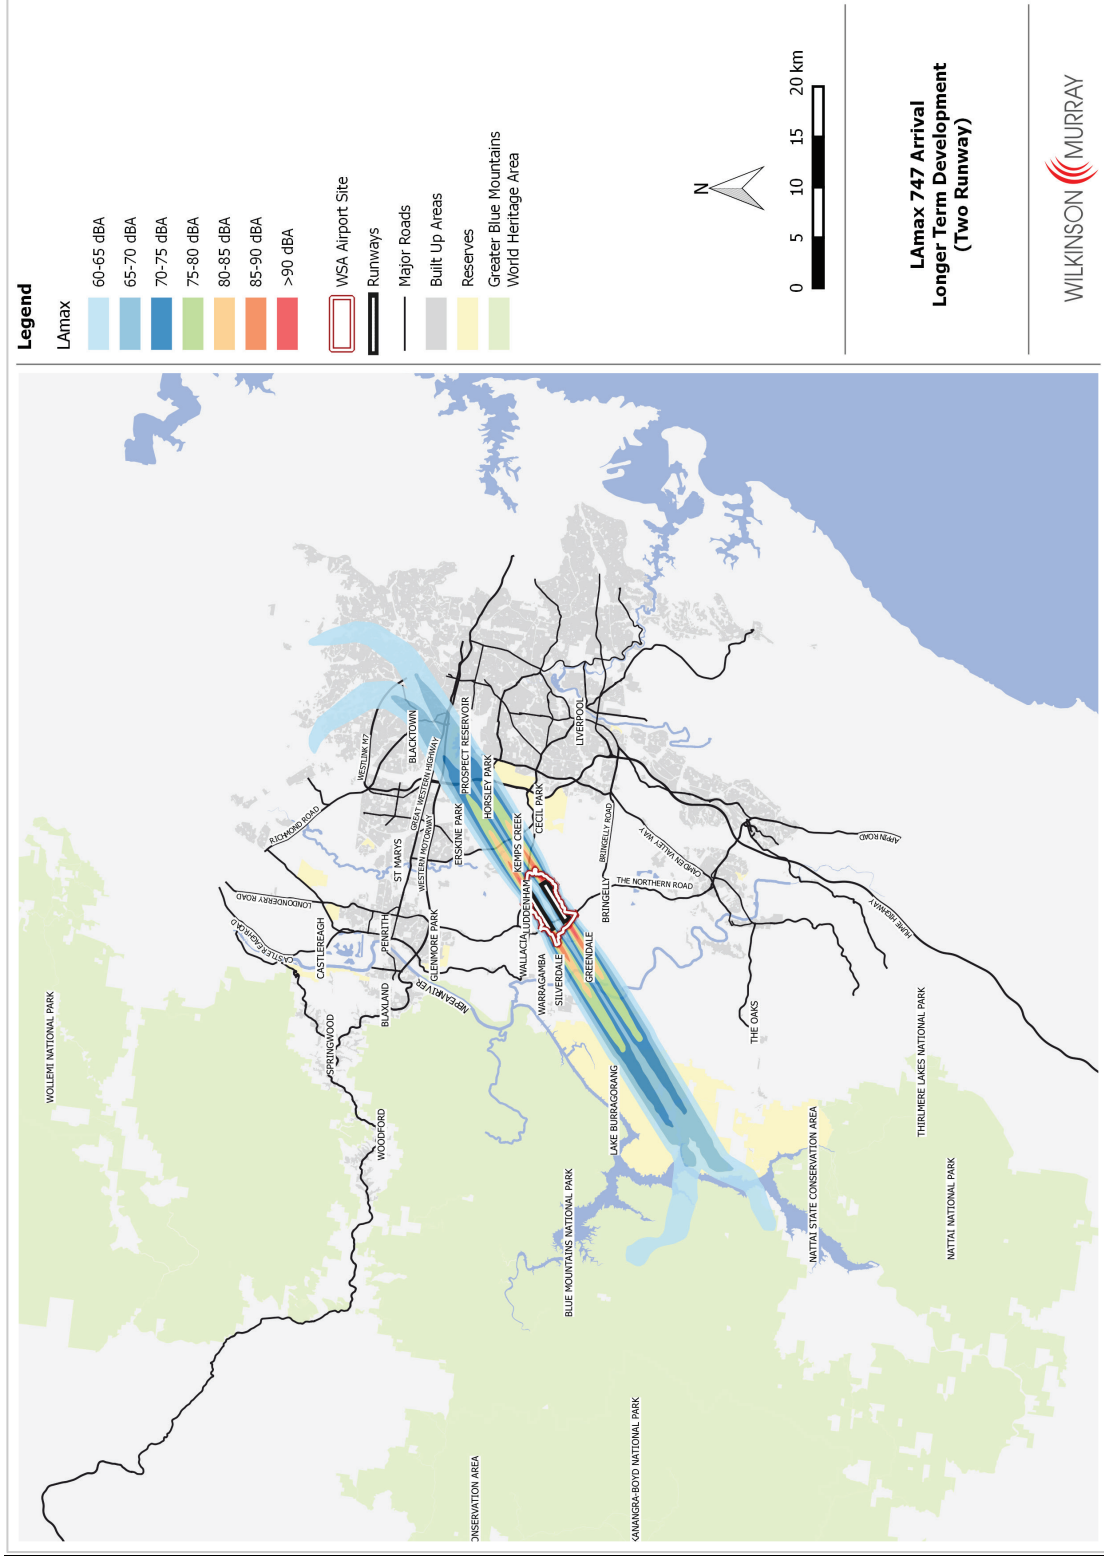 Legend
LAmax
60-65 dBA
65-70 dBA
70-75 dBA
75-80 dBA
80-85 dBA
85-90 dBA
>90 dBA
WSA Airport Site
Runways
Major Roads
Built Up Areas
Reserves
Greater Blue Mountains
World Heritage Area
N
0 5 10 15 20 km
LAmax 747 Arrival
Longer Term Development
(Two Runway)
WILKINSON MURRAY
WOLLEMI NATIONAL PARK
RICHMOND ROAD
WESTLINK M7
BLACKTOWN
LONDONDERRY ROAD
CASTLEREAGH ROAD
CASTLEREAGH
ST MARYS
GREAT WESTERN HIGHWAY
WESTERN MOTORWAY
PROSPECT RESERVOIR
ERSKINE PARK
HORSLEY PARK
PENRITH
GLENMORE PARK
SPRINGWOOD
BLAXLAND
NEPEAN RIVER
WOODFORD
KEMPS CREEK
CECIL PARK
LIVERPOOL
LUDDENHAM
WALLACIA
WARRAGAMBA
SILVERDALE
GREENDALE
BRINGELLY
BRINGELLY ROAD
THE NORTHERN ROAD
CAMDEN VALLEY WAY
APPIN ROAD
HUME HIGHWAY
THE OAKS
LAKE BURRAGORANG
BLUE MOUNTAINS NATIONAL PARK
NATTAI STATE CONSERVATION AREA
THIRLMERE LAKES NATIONAL PARK
NATTAI NATIONAL PARK
ONSERVATION AREA
KANANGRA-BOYD NATIONAL PARK